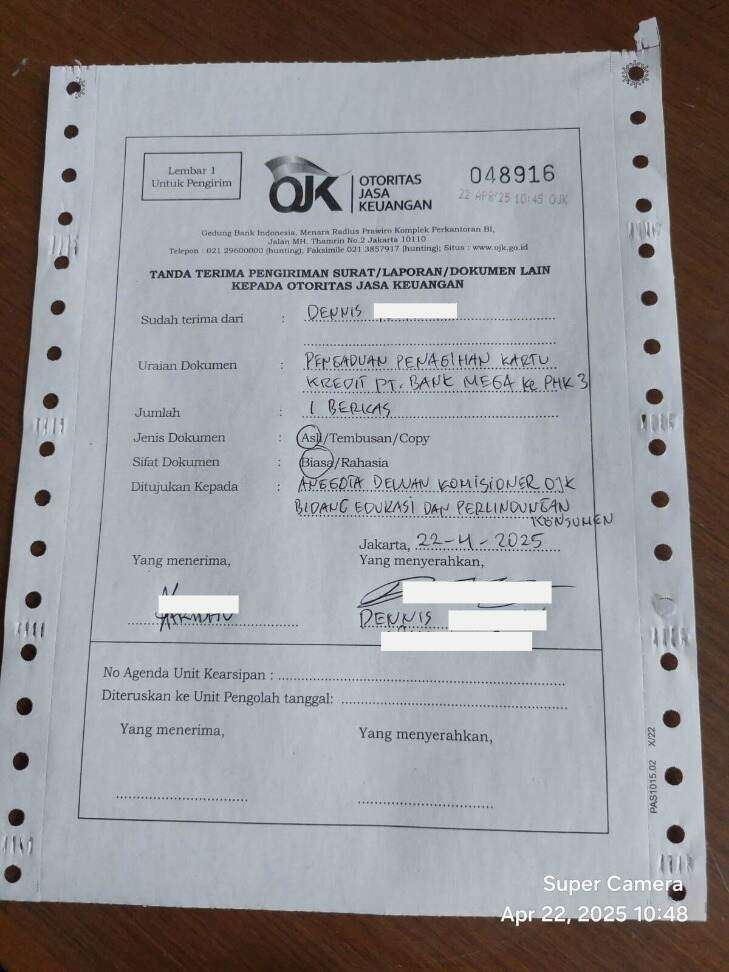 Lembar 1
Untuk Pengirim
OJK
OTORITAS
JASA
KEUANGAN
048916
22 APR'25 10:45 OJK
Gedung Bank Indonesia, Menara Radius Prawiro Komplek Perkantoran BI,
Jalan MH. Thamrin No.2 Jakarta 10110
Telepon : 021 29600000 (hunting), Faksimile 021 3857917 (hunting); Situs : www.ojk.go.id
TANDA TERIMA PENGIRIMAN SURAT/LAPORAN/DOKUMEN LAIN
KEPADA OTORITAS JASA KEUANGAN
Sudah terima dari : DENNIS
Uraian Dokumen : PENGADUAN PENAGIHAN KARTU
KREDIT PT. BANK MEGA KE PHK 3
Jumlah : 1 BERKAS
Jenis Dokumen : Asli/Tembusan/Copy
Sifat Dokumen : Biasa/Rahasia
Ditujukan Kepada : ANGGOTA DEWAN KOMISIONER OJK
BIDANG EDUKASI DAN PERLINDUNGAN
KONSUMEN
Jakarta, 22-4-2025
Yang menerima, Yang menyerahkan,
DENNIS
No Agenda Unit Kearsipan :
Diteruskan ke Unit Pengolah tanggal:
Yang menerima, Yang menyerahkan,
PAS1015.02 X/22
Super Camera
Apr 22, 2025 10:48